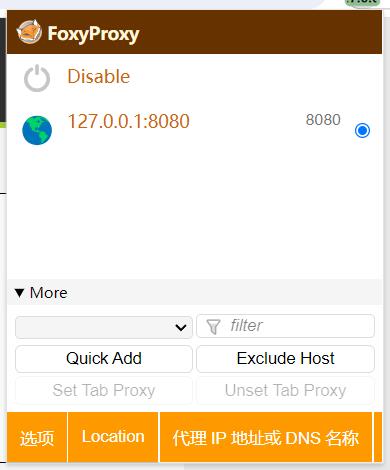 FoxyProxy
Disable
127.0.0.1:8080 8080
More
filter
Quick Add Exclude Host
Set Tab Proxy Unset Tab Proxy
选项 Location 代理 IP 地址或 DNS 名称